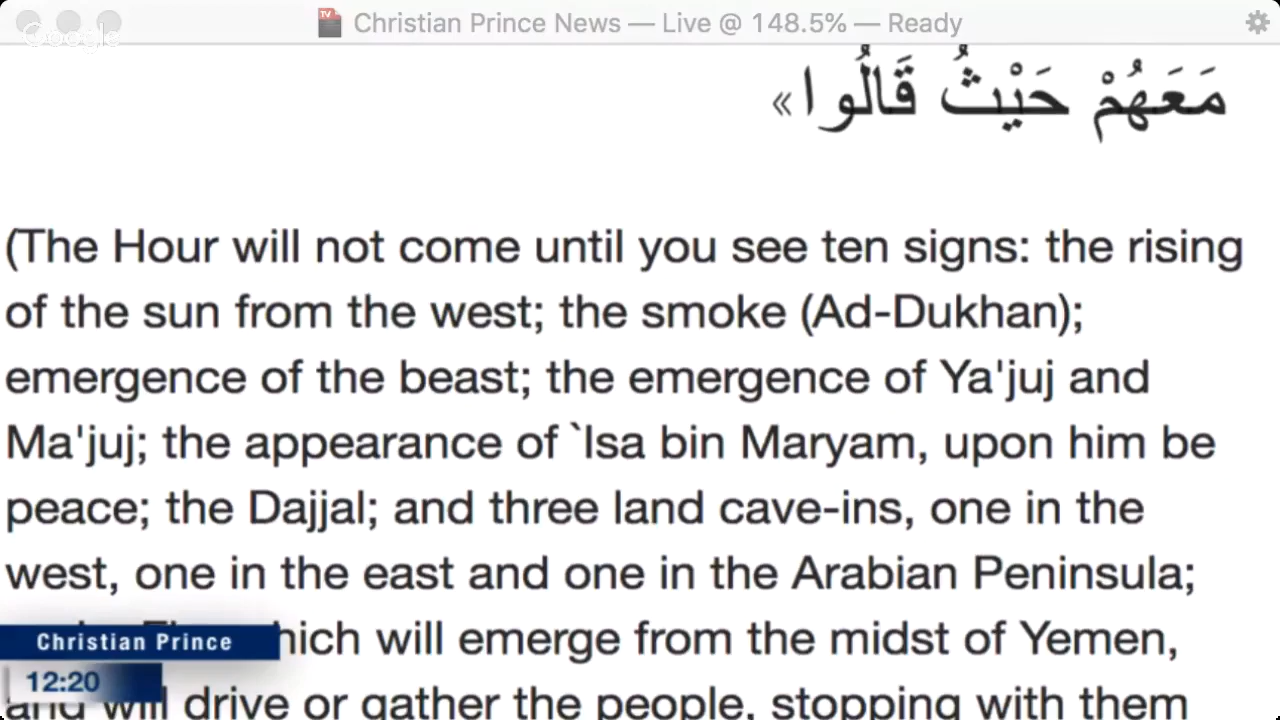 Christian Prince News — Live @ 148.5% — Ready
Google
TV
مَعَهُمْ حَيْثُ قَالُوا»
(The Hour will not come until you see ten signs: the rising
of the sun from the west; the smoke (Ad-Dukhan);
emergence of the beast; the emergence of Ya'juj and
Ma'juj; the appearance of `Isa bin Maryam, upon him be
peace; the Dajjal; and three land cave-ins, one in the
west, one in the east and one in the Arabian Peninsula;
will emerge from the midst of Yemen,
and will drive or gather the people, stopping with them
Christian Prince
12:20